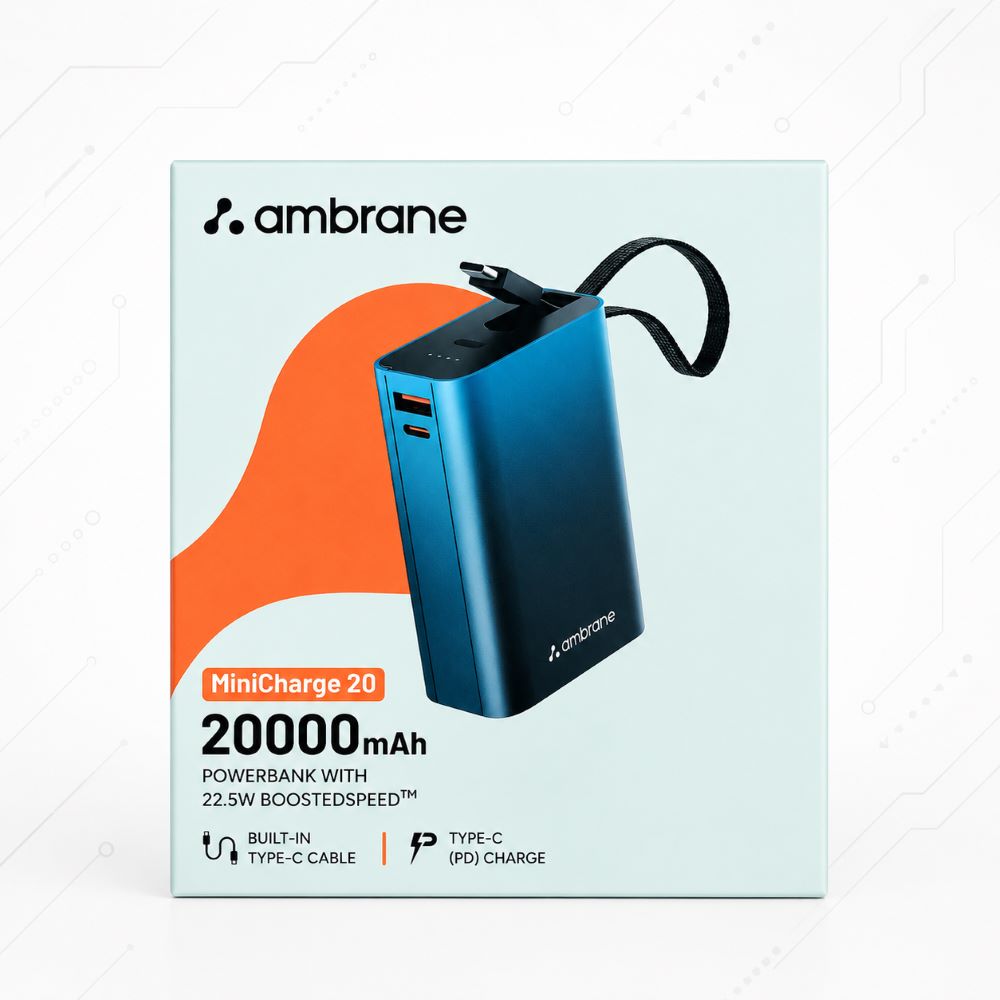 ambrane
ambrane
MiniCharge 20
20000mAh
POWERBANK WITH
22.5W BOOSTEDSPEED™
BUILT-IN
TYPE-C CABLE
TYPE-C
(PD) CHARGE